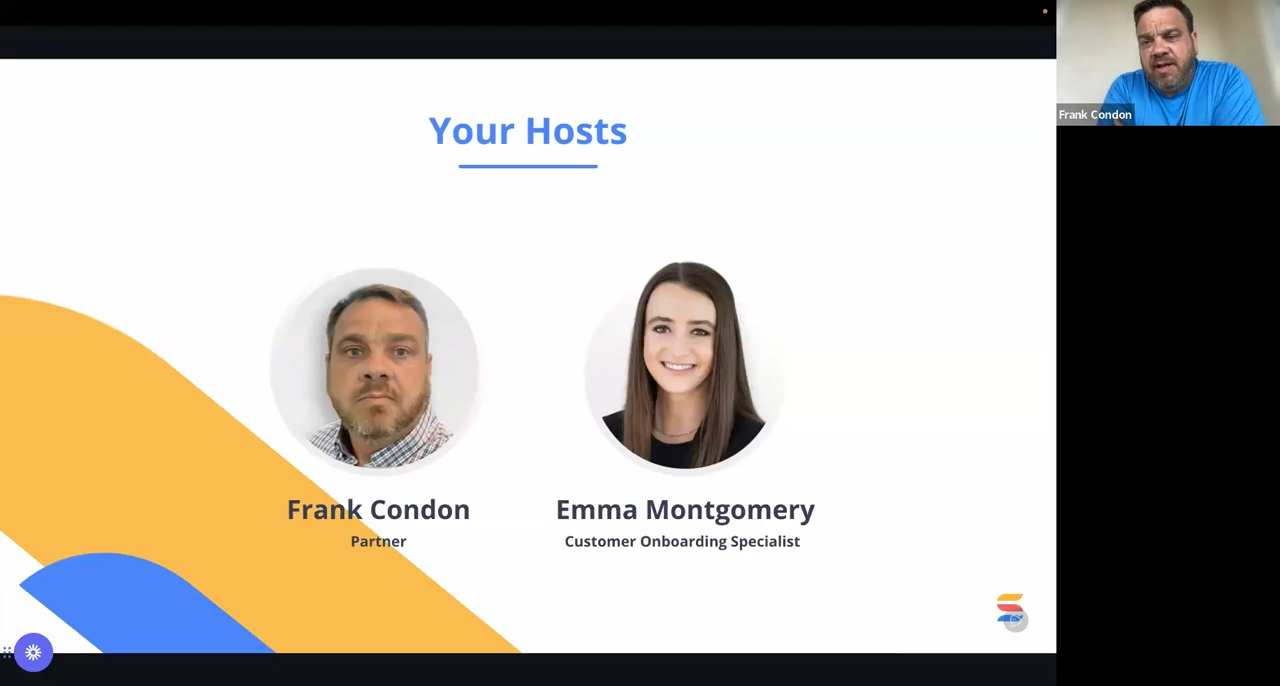 Your Hosts
Frank Condon
Frank Condon
Partner
Emma Montgomery
Customer Onboarding Specialist